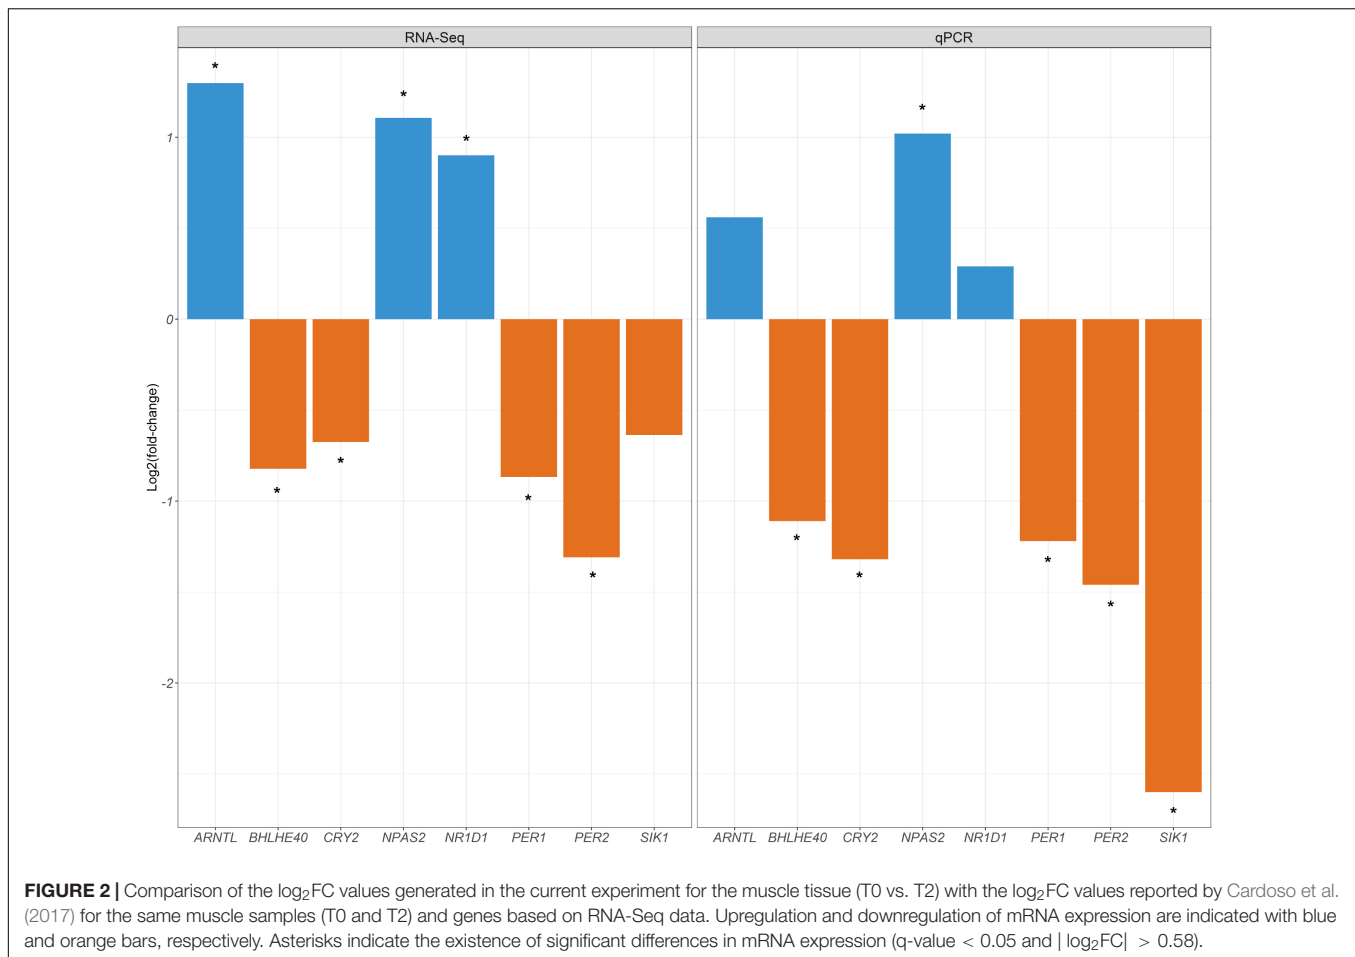 RNA-Seq
qPCR
Log2(fold-change)
1
0
-1
-2
* * * * * * *
* * * * * *
ARNTL BHLHE40 CRY2 NPAS2 NR1D1 PER1 PER2 SIK1
ARNTL BHLHE40 CRY2 NPAS2 NR1D1 PER1 PER2 SIK1
FIGURE 2 | Comparison of the log₂FC values generated in the current experiment for the muscle tissue (T0 vs. T2) with the log₂FC values reported by Cardoso et al.
(2017) for the same muscle samples (T0 and T2) and genes based on RNA-Seq data. Upregulation and downregulation of mRNA expression are indicated with blue
and orange bars, respectively. Asterisks indicate the existence of significant differences in mRNA expression (q-value < 0.05 and | log₂FC| > 0.58).